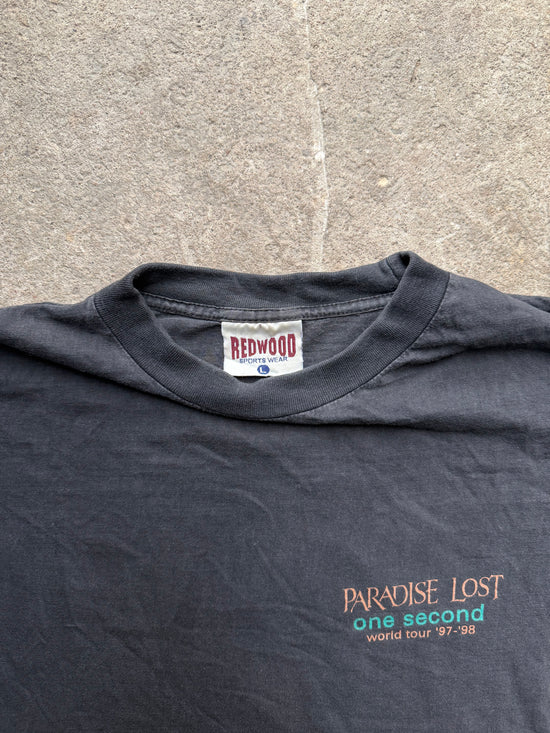 REDWOOD
SPORTS WEAR
L
PARADISE LOST
one second
world tour '97-'98